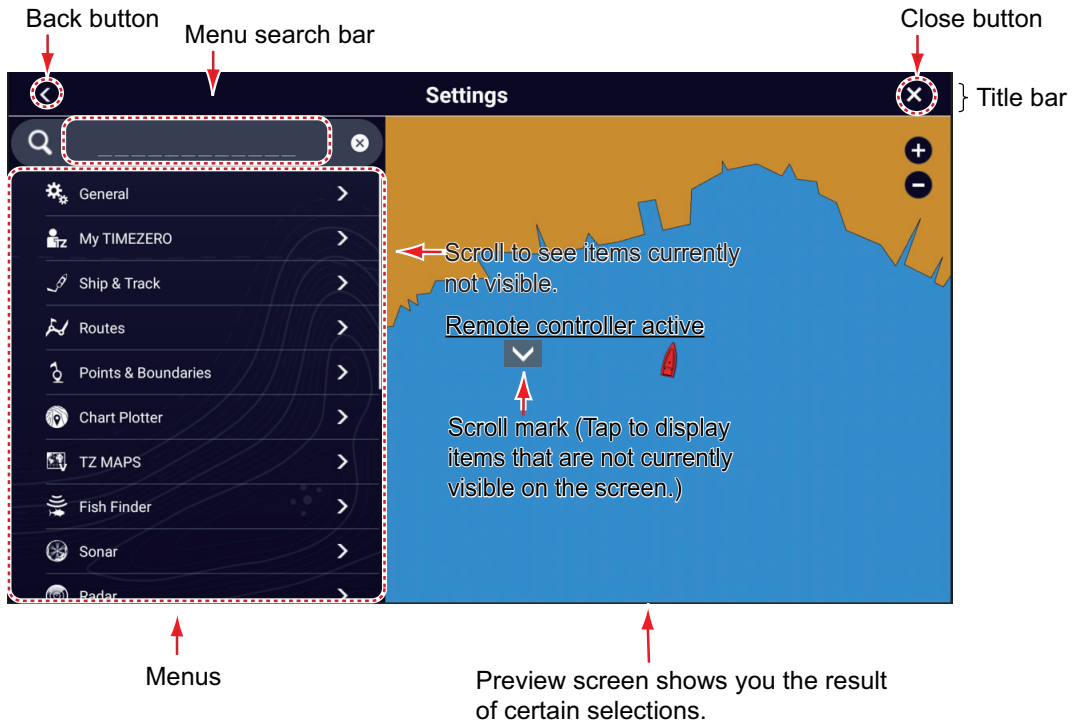 Back button
Menu search bar
Close button
Settings
Title bar
General
My TIMEZERO
Ship & Track
Routes
Points & Boundaries
Chart Plotter
TZ MAPS
Fish Finder
Sonar
Radar
Scroll to see items currently
not visible.
Remote controller active
Scroll mark (Tap to display
items that are not currently
visible on the screen.)
Menus
Preview screen shows you the result
of certain selections.